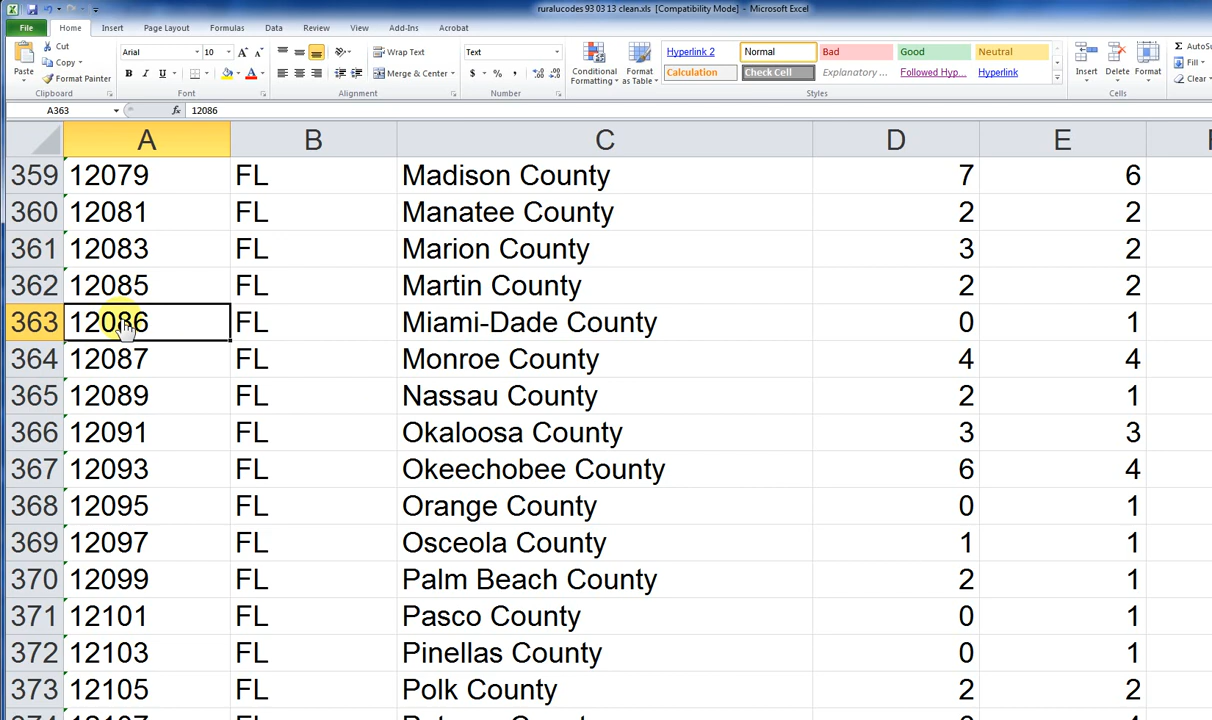 ruralucodes 93 03 13 clean.xls [Compatibility Mode] - Microsoft Excel
File Home Insert Page Layout Formulas Data Review View Add-Ins Acrobat
Paste
Cut
Copy
Format Painter
Clipboard
Arial 10
B I U
Font
Wrap Text
Merge & Center
Alignment
Text
$ % ,
Number
Conditional Formatting
Format as Table
Hyperlink 2 Normal Bad Good Neutral
Calculation Check Cell Explanatory ... Followed Hyp... Hyperlink
Styles
Insert Delete Format
Cells
Σ AutoSu
Fill
Clear
A363 fx 12086
A B C D E
359 12079 FL Madison County 7 6
360 12081 FL Manatee County 2 2
361 12083 FL Marion County 3 2
362 12085 FL Martin County 2 2
363 12086 FL Miami-Dade County 0 1
364 12087 FL Monroe County 4 4
365 12089 FL Nassau County 2 1
366 12091 FL Okaloosa County 3 3
367 12093 FL Okeechobee County 6 4
368 12095 FL Orange County 0 1
369 12097 FL Osceola County 1 1
370 12099 FL Palm Beach County 2 1
371 12101 FL Pasco County 0 1
372 12103 FL Pinellas County 0 1
373 12105 FL Polk County 2 2